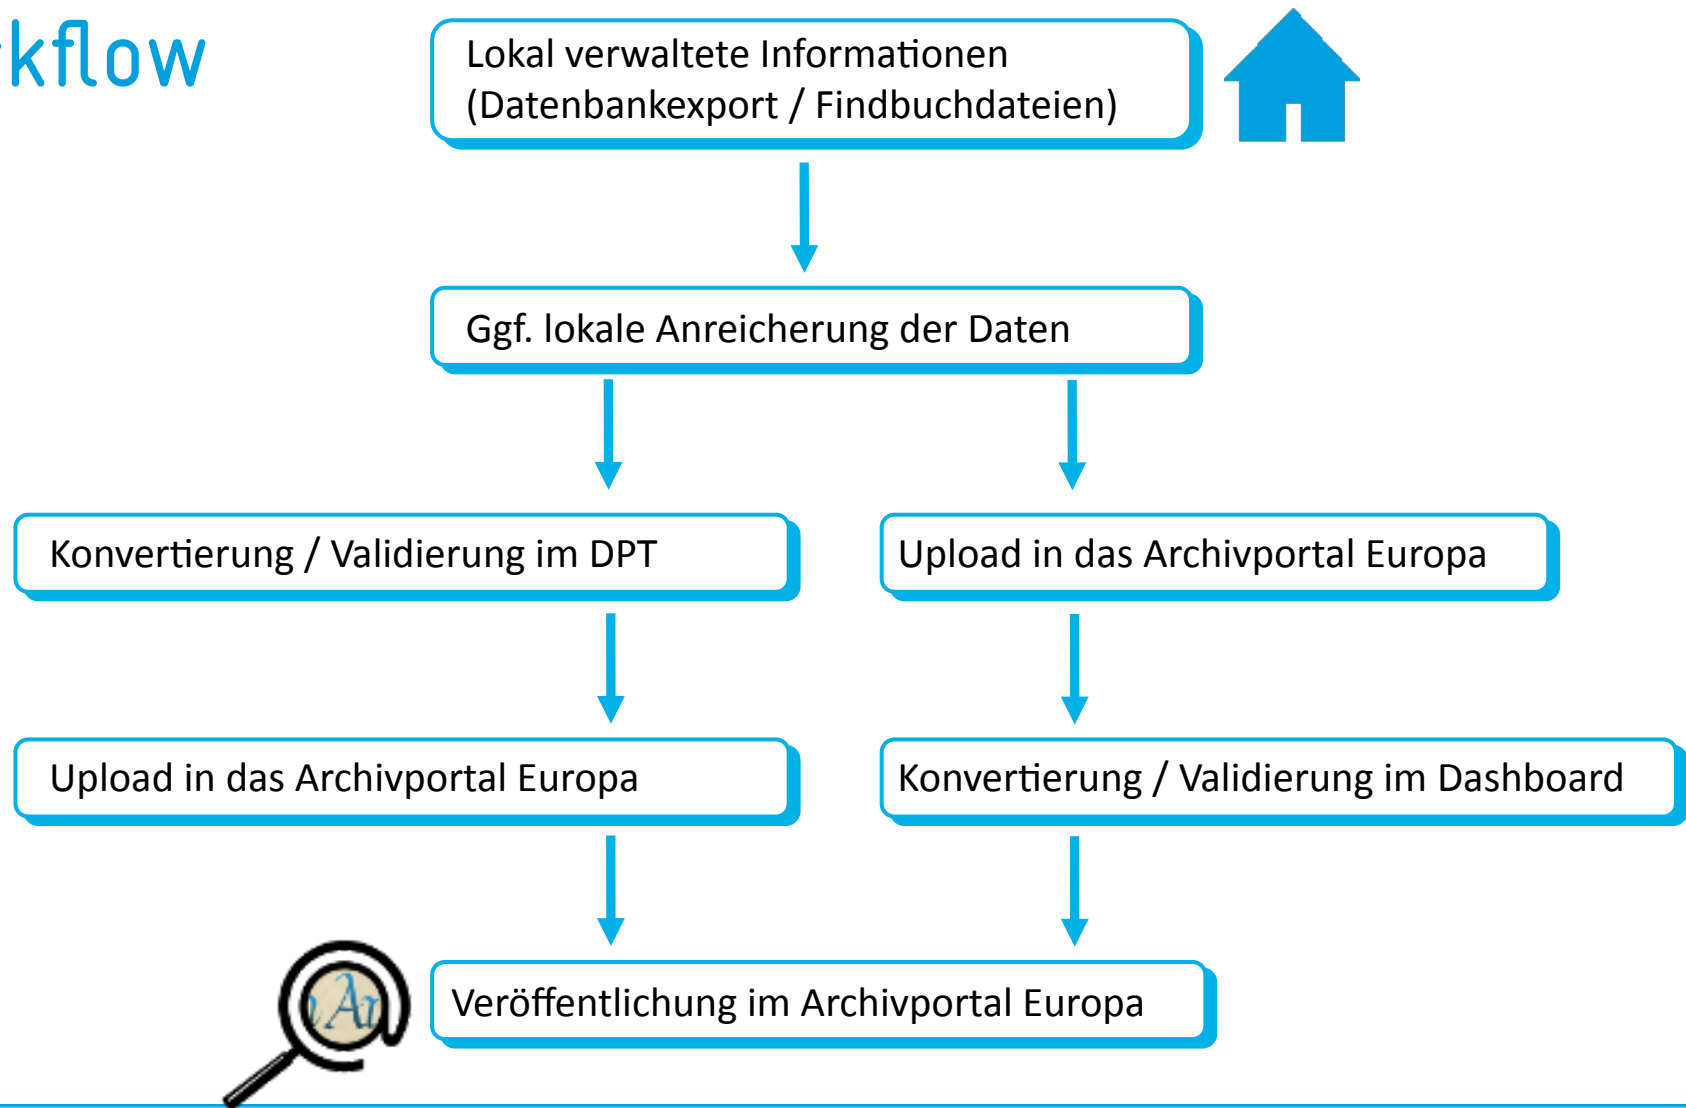 rkflow
Lokal verwaltete Informationen
(Datenbankexport / Findbuchdateien)
Ggf. lokale Anreicherung der Daten
Konvertierung / Validierung im DPT
Upload in das Archivportal Europa
Upload in das Archivportal Europa
Konvertierung / Validierung im Dashboard
Veröffentlichung im Archivportal Europa